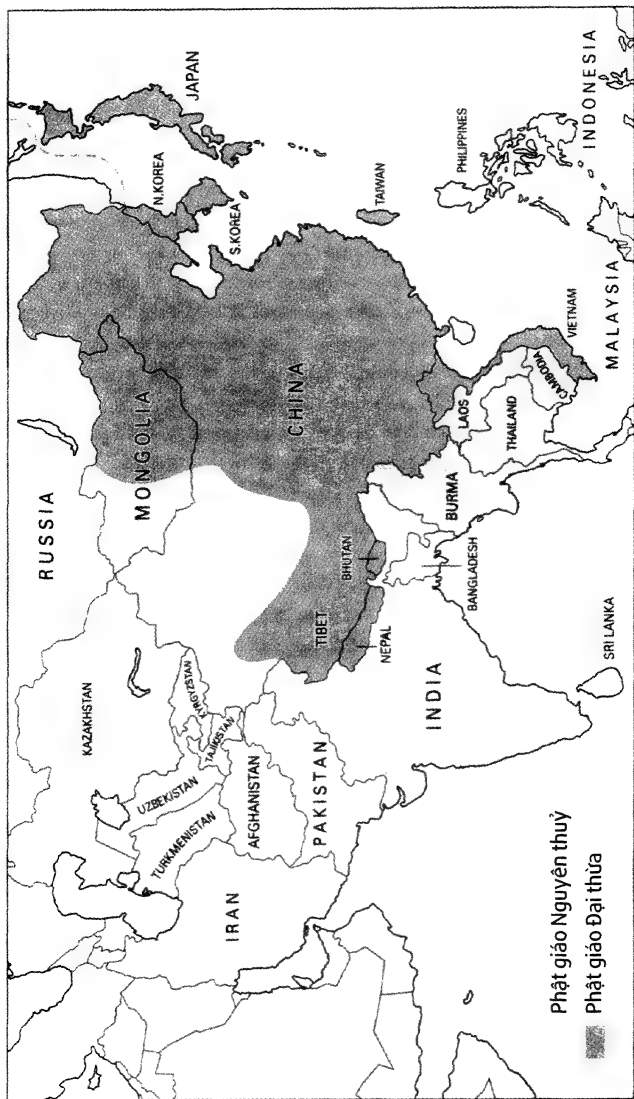 RUSSIA
MONGOLIA
KAZAKHSTAN
UZBEKISTAN
KYRGYZSTAN
TAJIKISTAN
TURKMENISTAN
AFGHANISTAN
IRAN
PAKISTAN
TIBET
NEPAL
BHUTAN
INDIA
BANGLADESH
SRI LANKA
CHINA
BURMA
LAOS
THAILAND
CAMBODIA
VIETNAM
MALAYSIA
N.KOREA
S.KOREA
JAPAN
TAIWAN
PHILIPPINES
INDONESIA
Phật giáo Nguyên thuỷ
Phật giáo Đại thừa